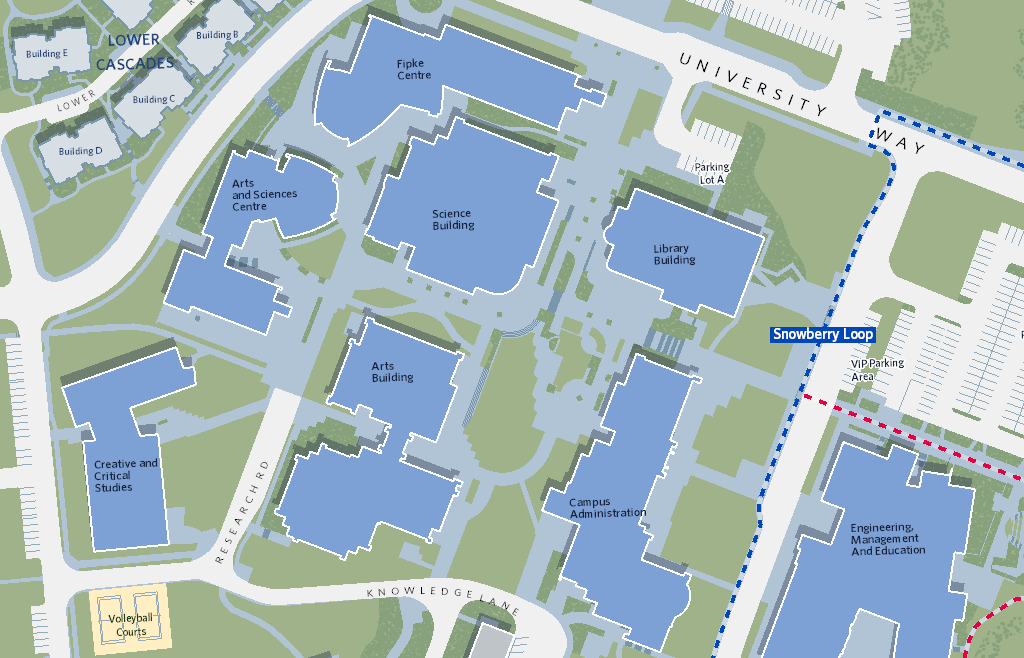 Building E
LOWER
CASCADES
Building B
Building C
Building D
LOWER
Fipke
Centre
UNIVERSITY WAY
Parking
Lot A
Arts
and Sciences
Centre
Science
Building
Library
Building
Snowberry Loop
VIP Parking
Area
Arts
Building
Creative and
Critical
Studies
RESEARCH RD
Campus
Administration
Engineering,
Management
And Education
KNOWLEDGE LANE
Volleyball
Courts